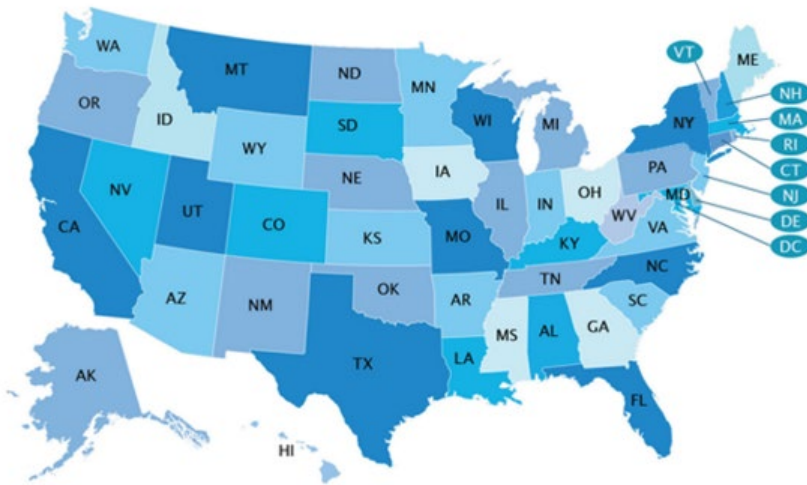 WA
MT
ND
MN
VT
ME
OR
ID
SD
WI
MI
NY
NH
MA
RI
CT
NJ
DE
DC
WY
IA
NE
PA
NV
UT
CO
IL
IN
OH
MD
WV
VA
CA
KS
MO
KY
NC
AZ
NM
OK
AR
TN
SC
MS
AL
GA
TX
LA
AK
FL
HI